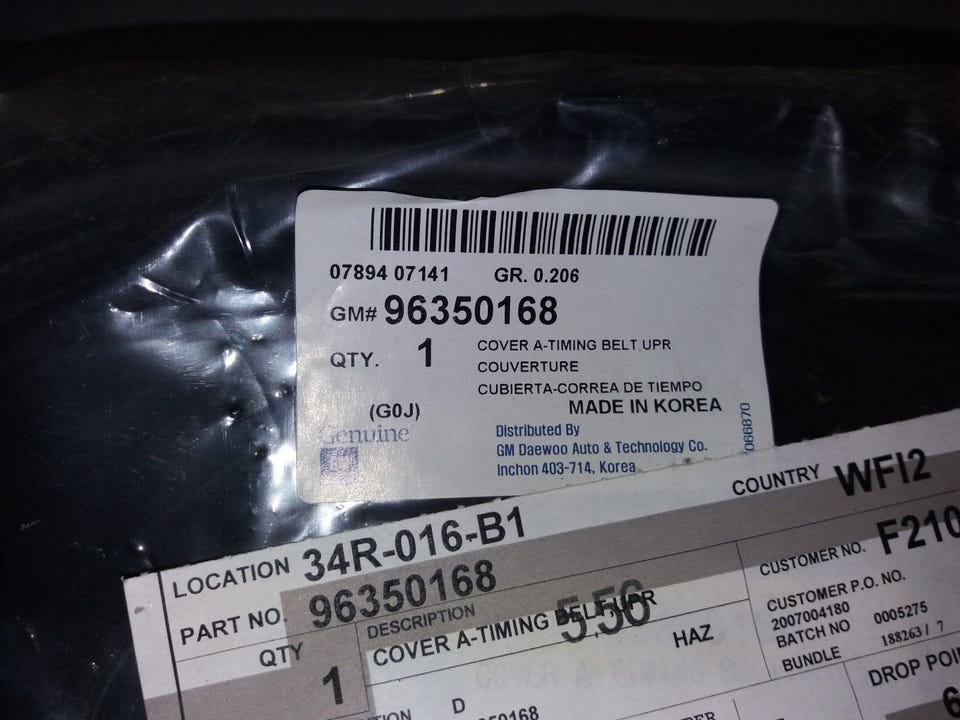 07894 07141 GR. 0.206
GM# 96350168
QTY. 1
COVER A-TIMING BELT UPR
COUVERTURE
CUBIERTA-CORREA DE TIEMPO
(G0J) MADE IN KOREA
Genuine
GM
Distributed By
GM Daewoo Auto & Technology Co.
Inchon 403-714, Korea
066870
LOCATION 34R-016-B1
COUNTRY WFI2
PART NO. 96350168
CUSTOMER NO. F210
QTY 1
DESCRIPTION
COVER A-TIMING BELT UPR
5.56
HAZ
CUSTOMER P.O. NO.
2007004180
BATCH NO 0005275
BUNDLE 188263 / 7
DROP POI
D